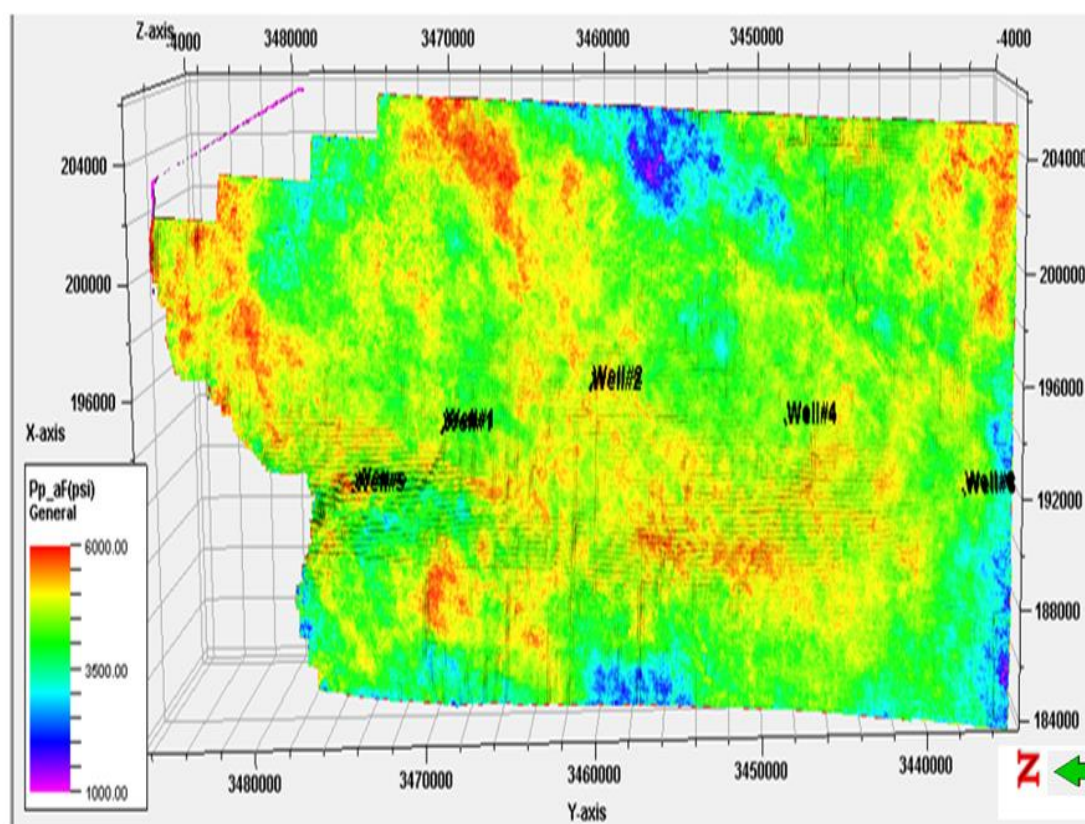 Z-axis
-4000 3480000 3470000 3460000 3450000 -4000
204000 204000
200000 200000
196000 196000
192000
188000
184000
X-axis
Well#2
Well#1
Well#4
Pp_aF(psi)
General
6000.00
3500.00
1000.00
3480000 3470000 3460000 3450000 3440000
Y-axis
N